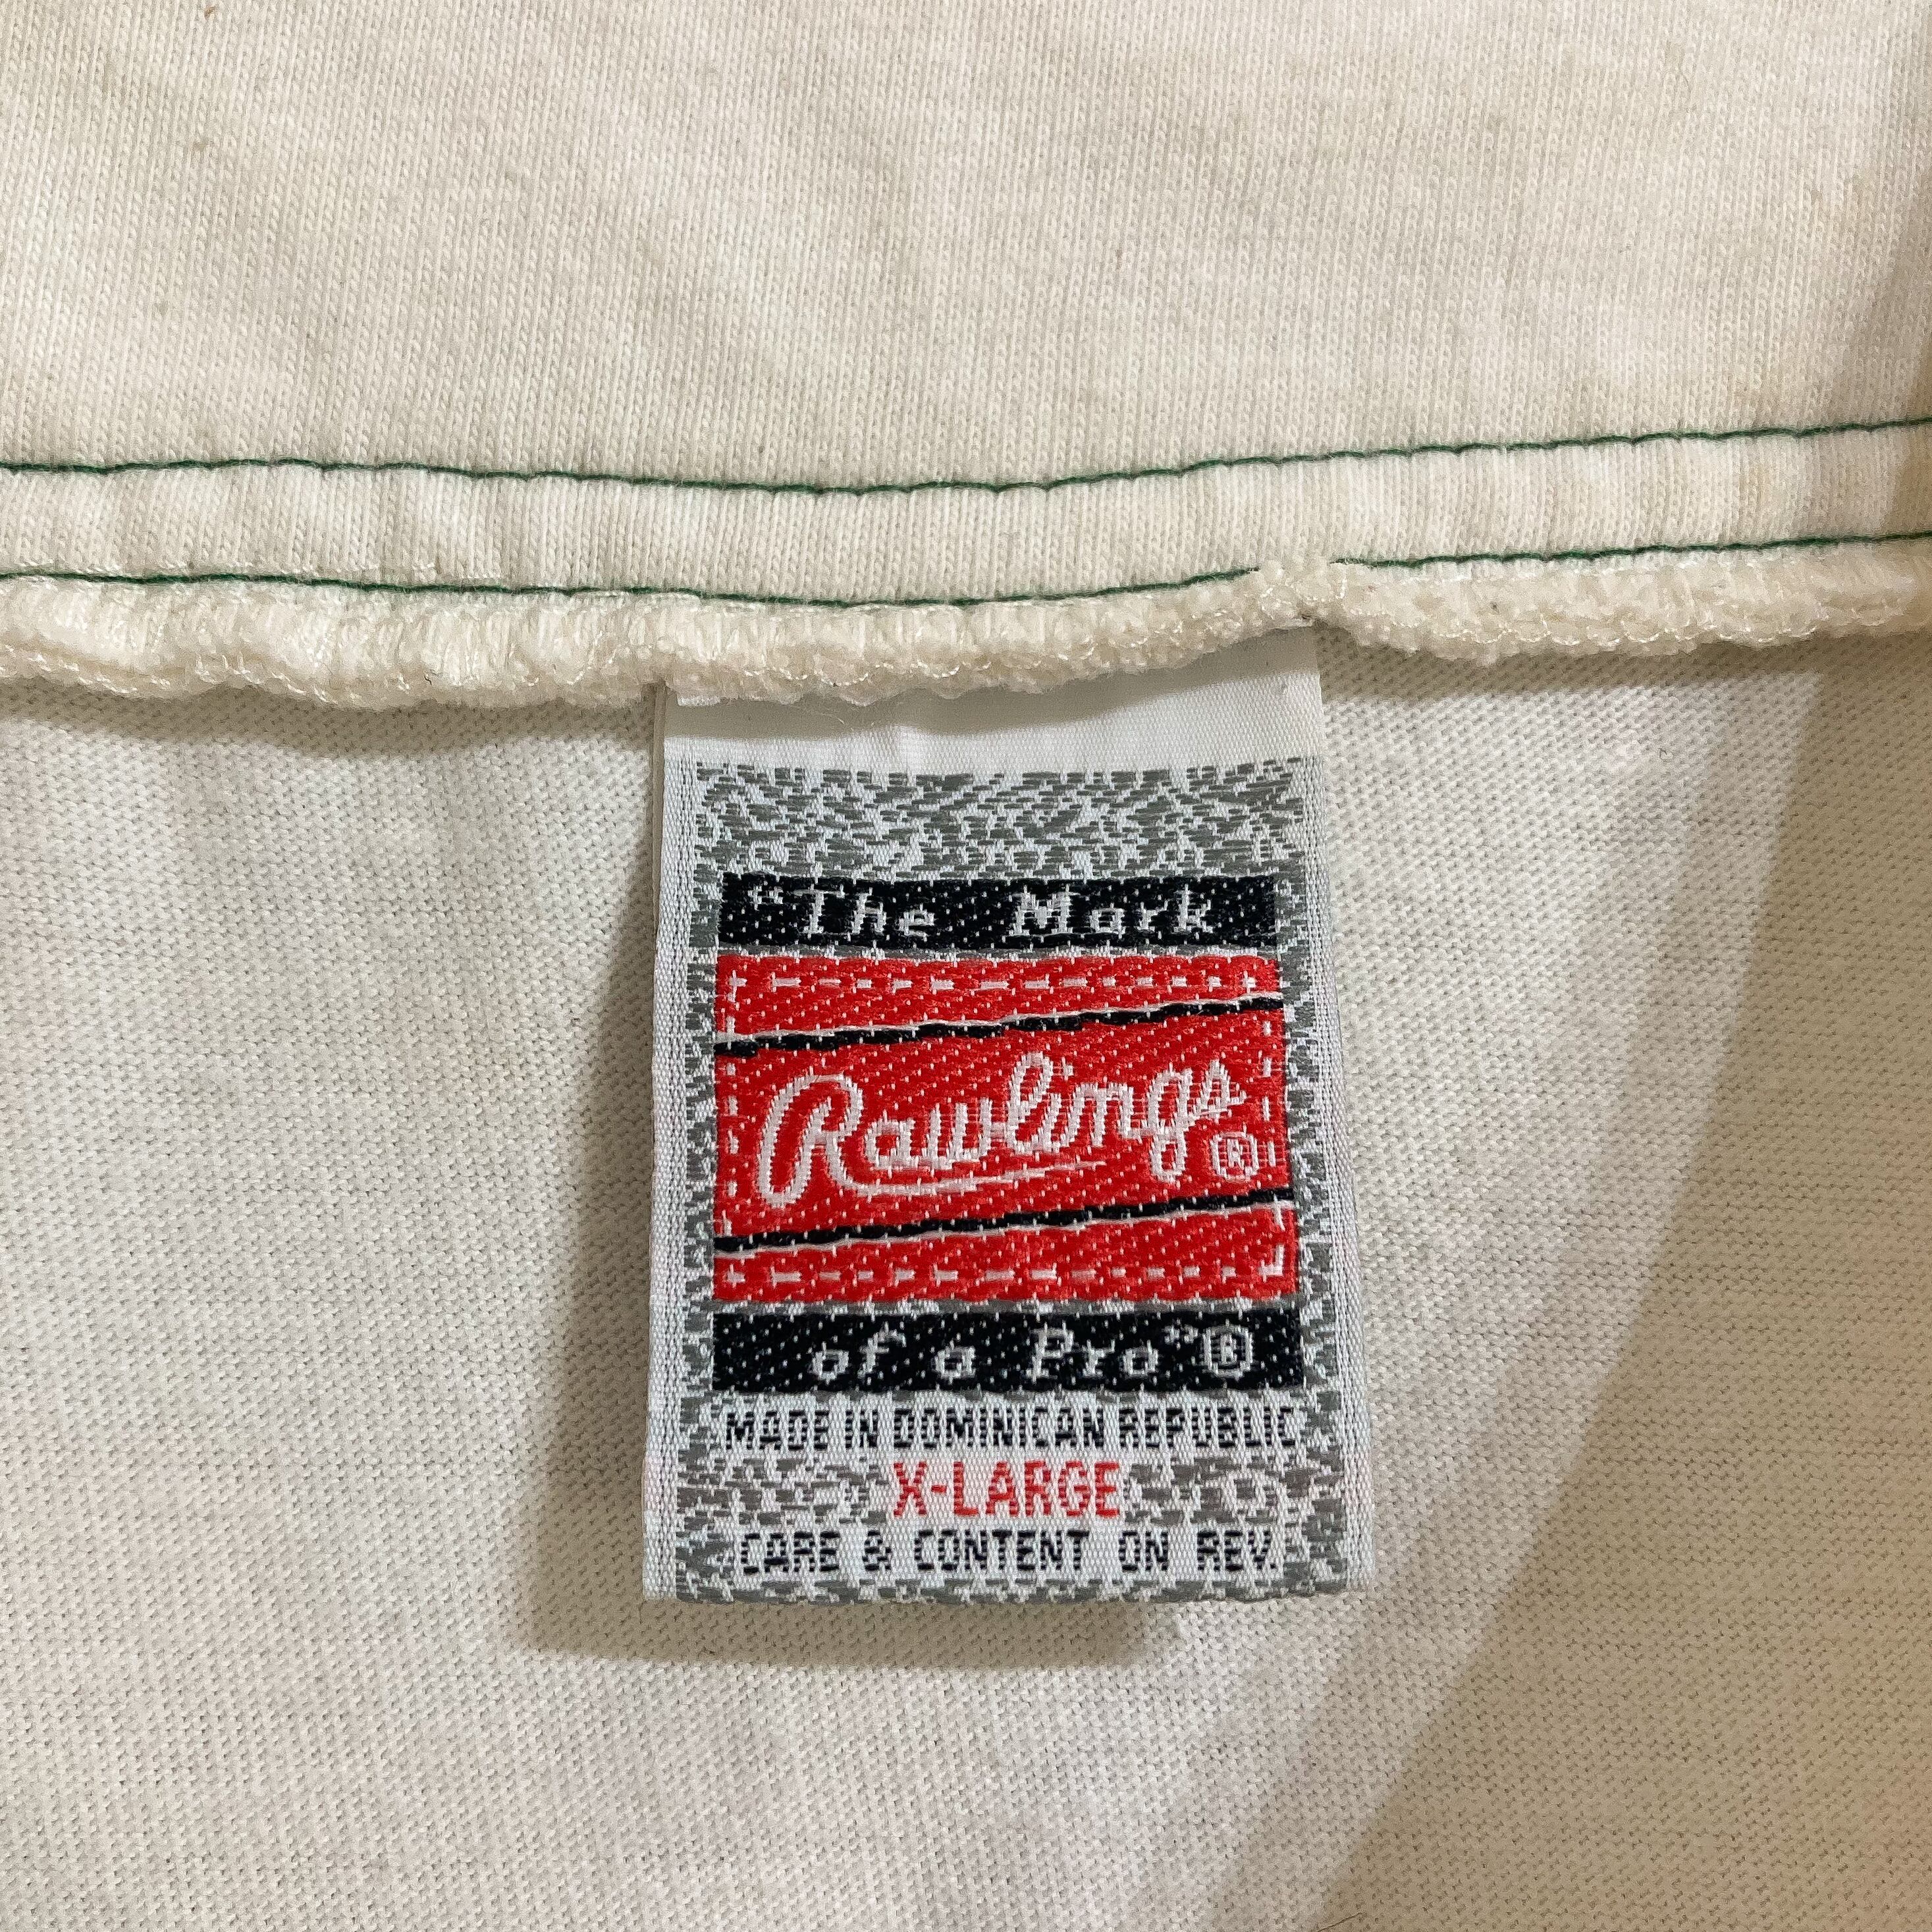 "The Mark
Rawlings®
of a Pro"®
MADE IN DOMINICAN REPUBLIC
X-LARGE
CARE & CONTENT ON REV.